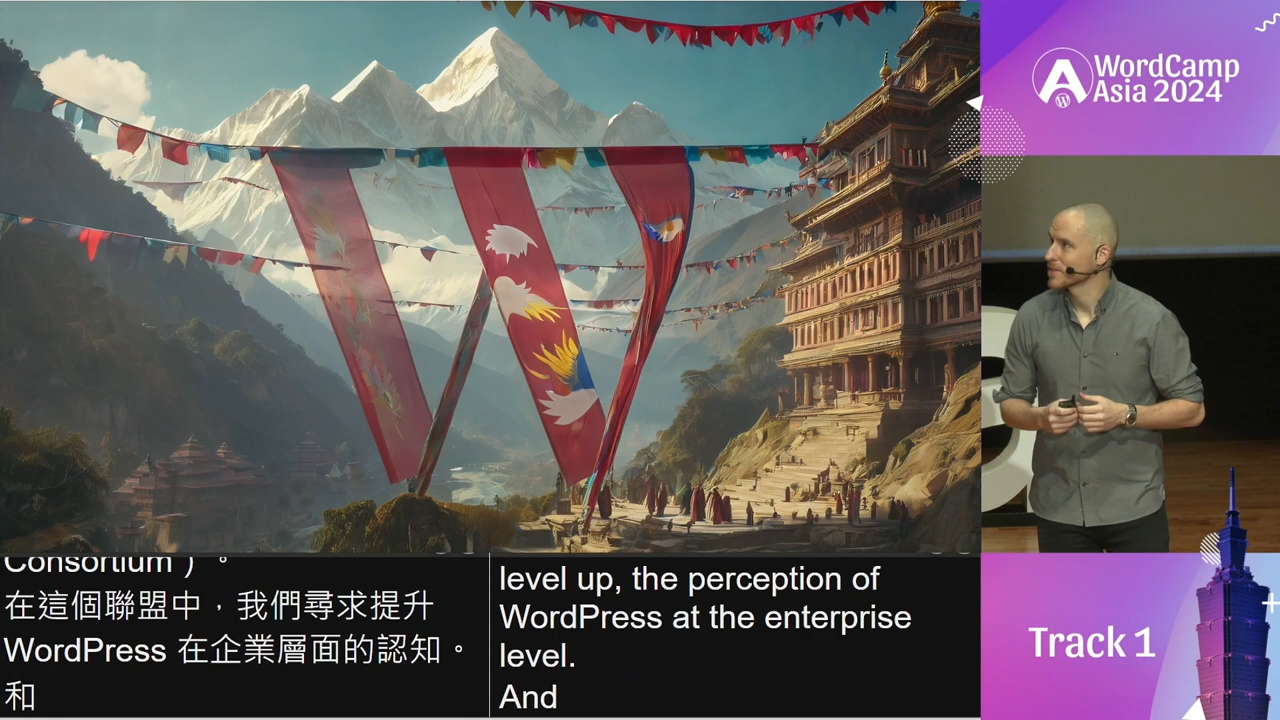 WordCamp
Asia 2024
Consortium）。
在這個聯盟中，我們尋求提升
WordPress 在企業層面的認知。
和
level up, the perception of
WordPress at the enterprise
level.
And
Track 1